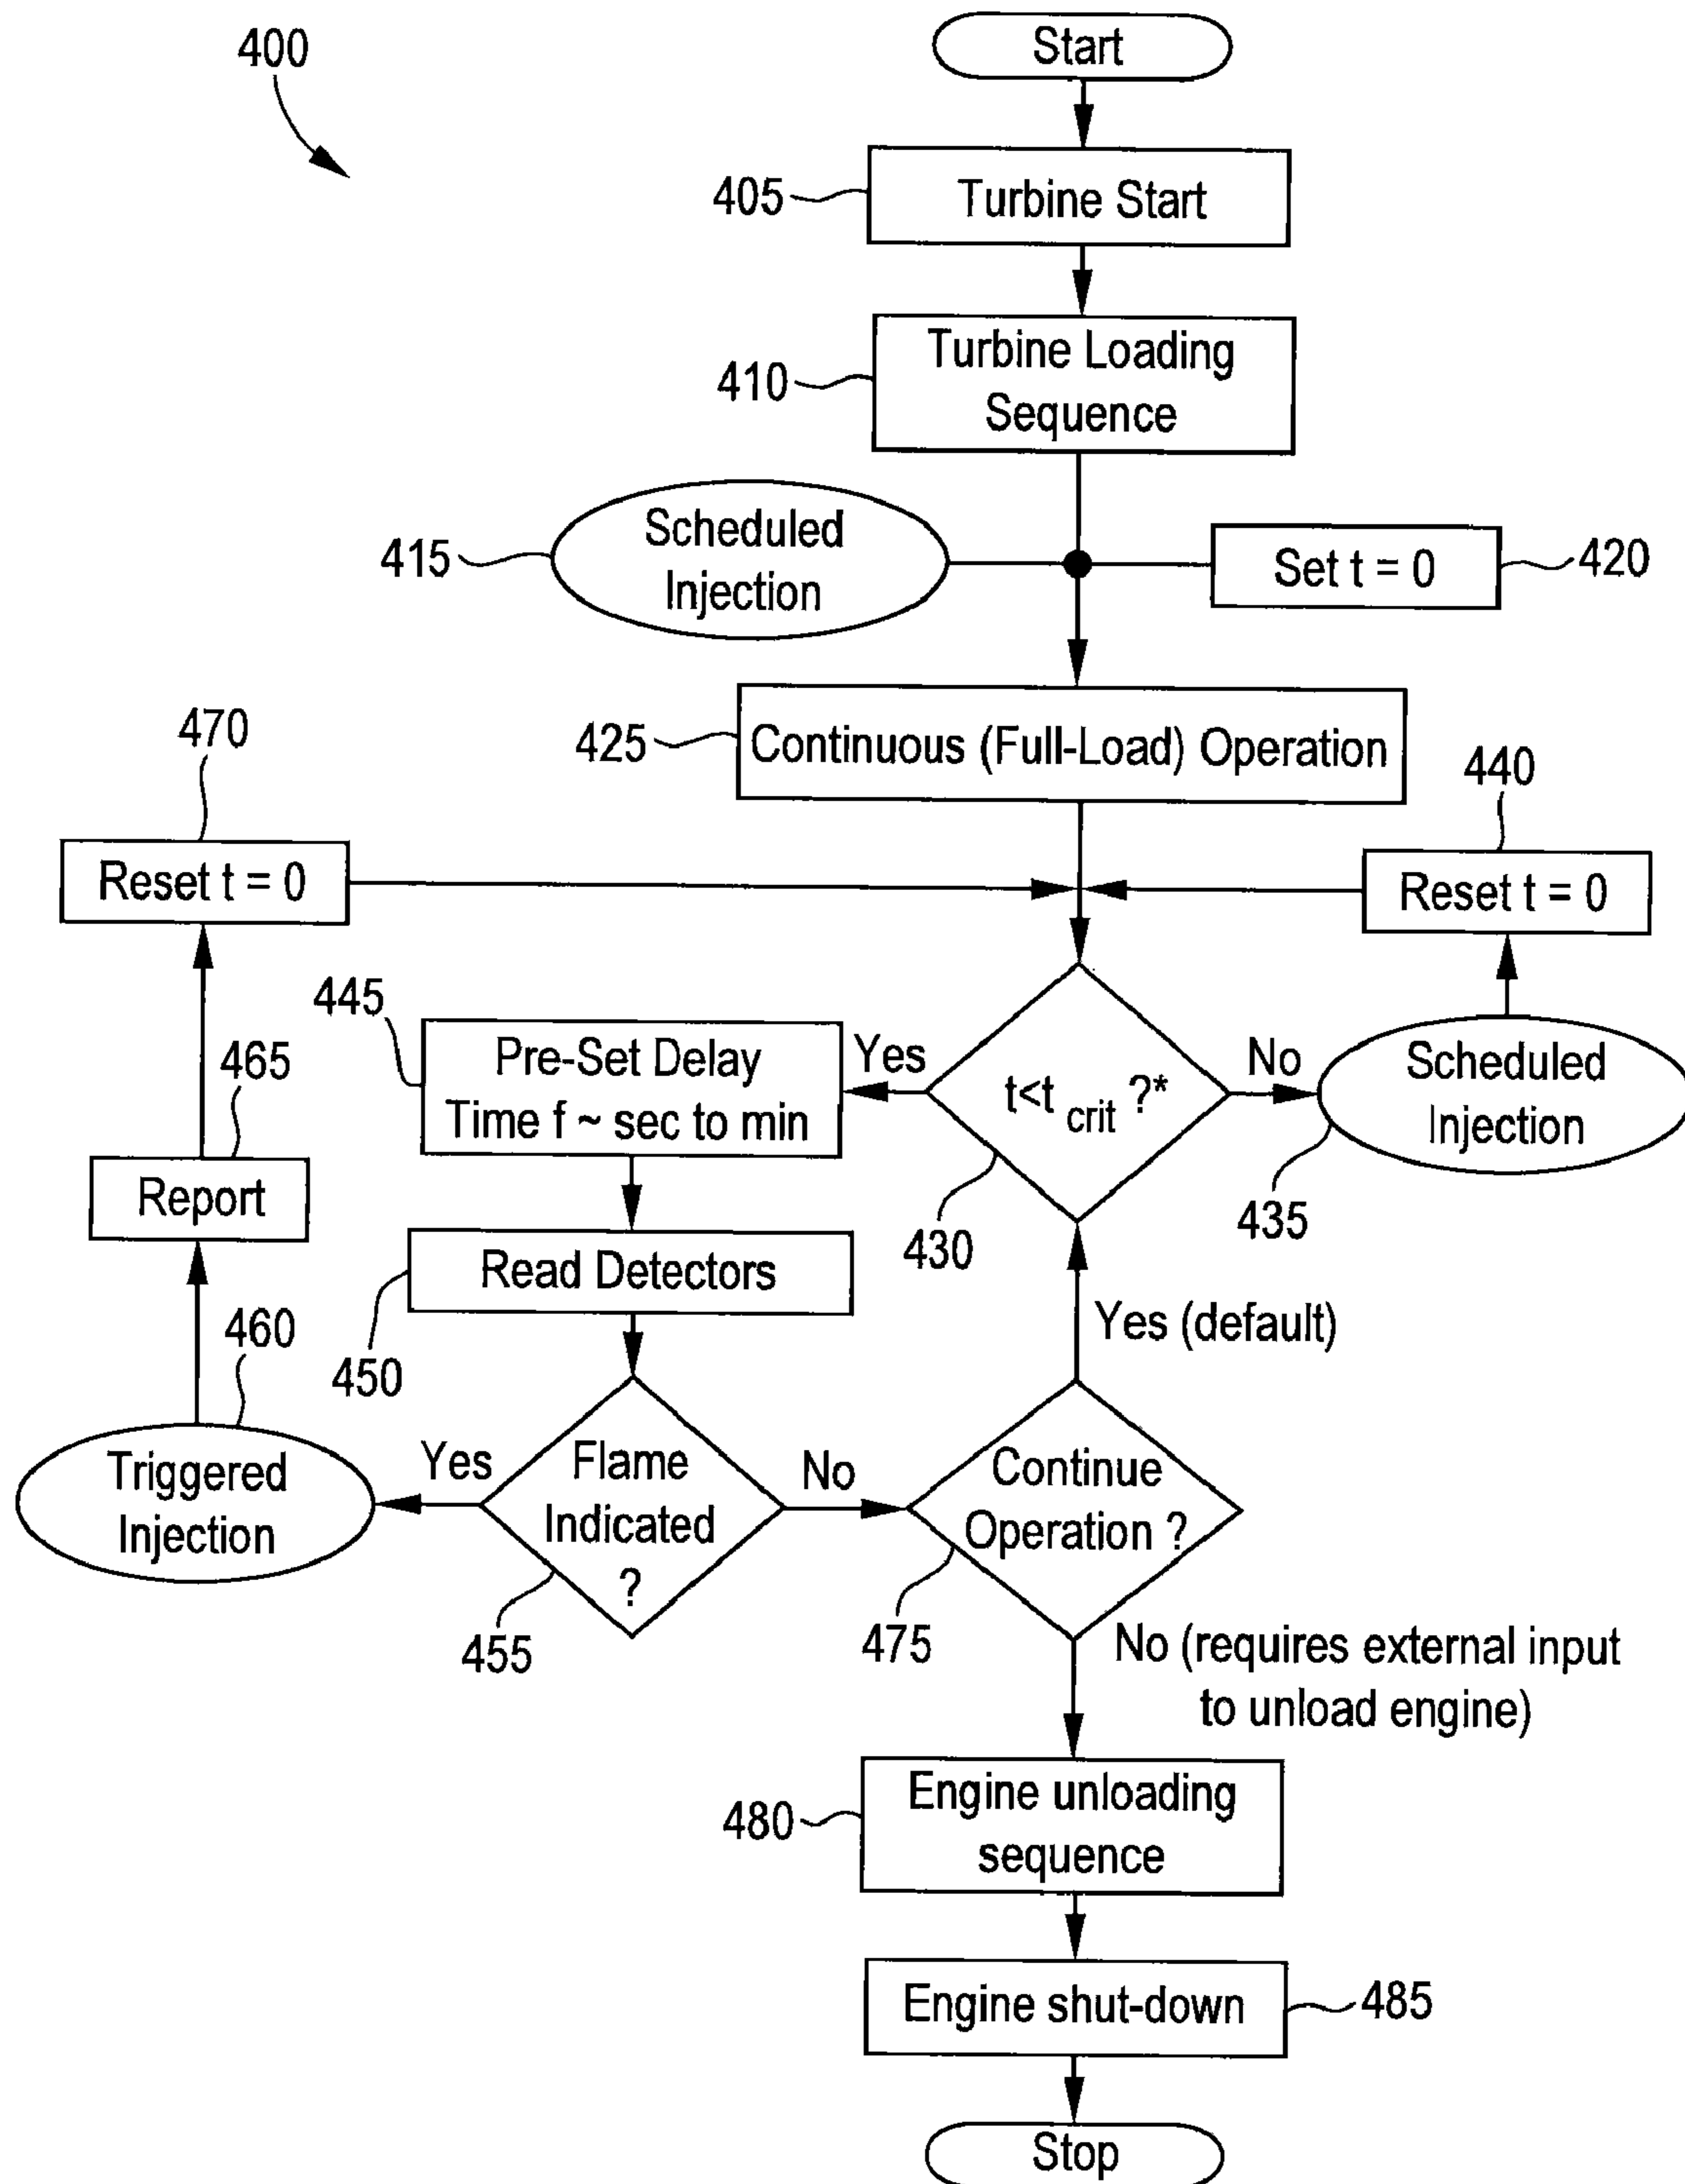 400
Start
405
Turbine Start
410
Turbine Loading
Sequence
415
Scheduled
Injection
Set t = 0
420
425
Continuous (Full-Load) Operation
470
Reset t = 0
440
Reset t = 0
445
Pre-Set Delay
Time f ~ sec to min
Yes
t<t crit ?*
No
Scheduled
Injection
430
435
465
Report
Read Detectors
450
Yes (default)
460
Triggered
Injection
Yes
Flame
Indicated
?
455
No
Continue
Operation ?
475
No (requires external input
to unload engine)
480
Engine unloading
sequence
Engine shut-down
485
Stop